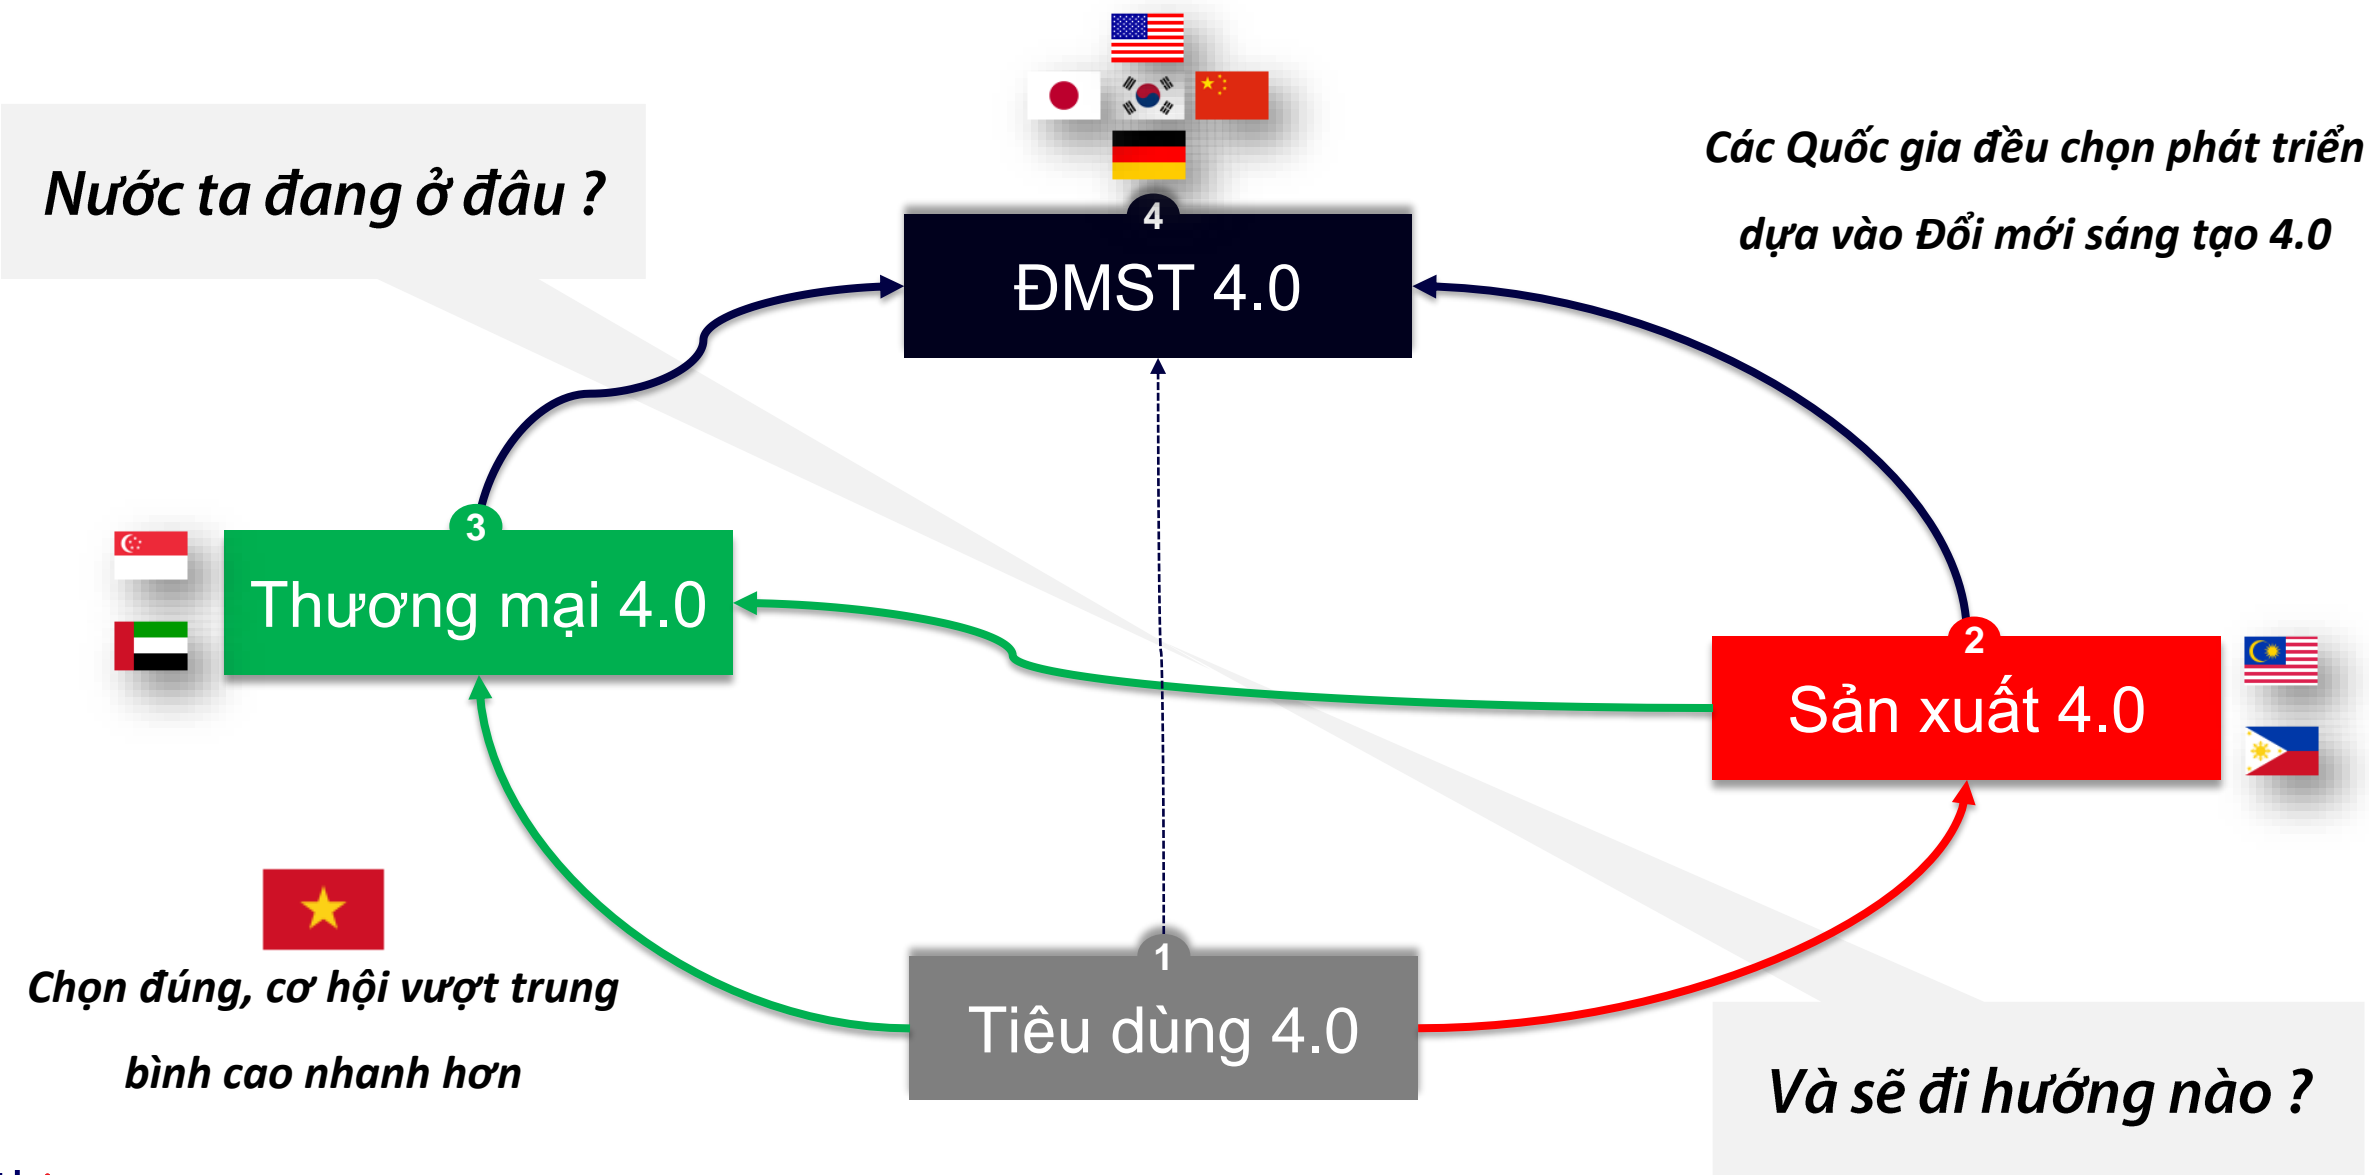 Nước ta đang ở đâu ?
Các Quốc gia đều chọn phát triển
dựa vào Đổi mới sáng tạo 4.0
4
ĐMST 4.0
3
Thương mại 4.0
2
Sản xuất 4.0
Chọn đúng, cơ hội vượt trung
bình cao nhanh hơn
1
Tiêu dùng 4.0
Và sẽ đi hướng nào ?